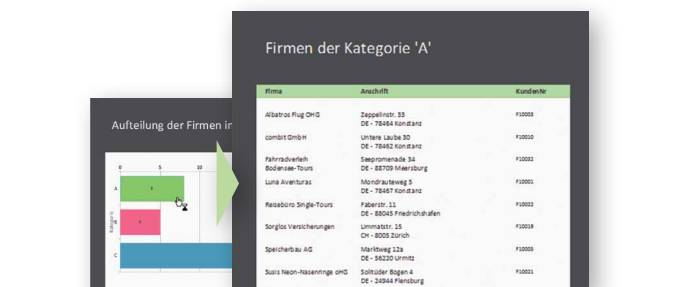 Firmen der Kategorie 'A'
Firma Anschrift KundenNr
Albatros Flug OHG Zeppelinstr. 33 F10003
DE - 78464 Konstanz
combit GmbH Untere Laube 30 F10010
DE - 78462 Konstanz
Fahrradverleih Seepromenade 34 F10032
Bodensee-Tours DE - 88709 Meersburg
Luna Aventuras Mondrauteweg 5 F10001
DE - 78467 Konstanz
Reisebüro Single-Tours Faberstr. 11 F10022
DE - 88045 Friedrichshafen
Sorglos Versicherungen Limmatstr. 15
CH - 8005 Zürich
Speicherbau AG Marktweg 12a
DE - 56220 Urmitz
Susis Neon-Nasenringe oHG Solitüder Bogen 4 F10021
DE - 24944 Flensburg
Aufteilung der Firmen in
0 5 10
A
B
C
Kategorie